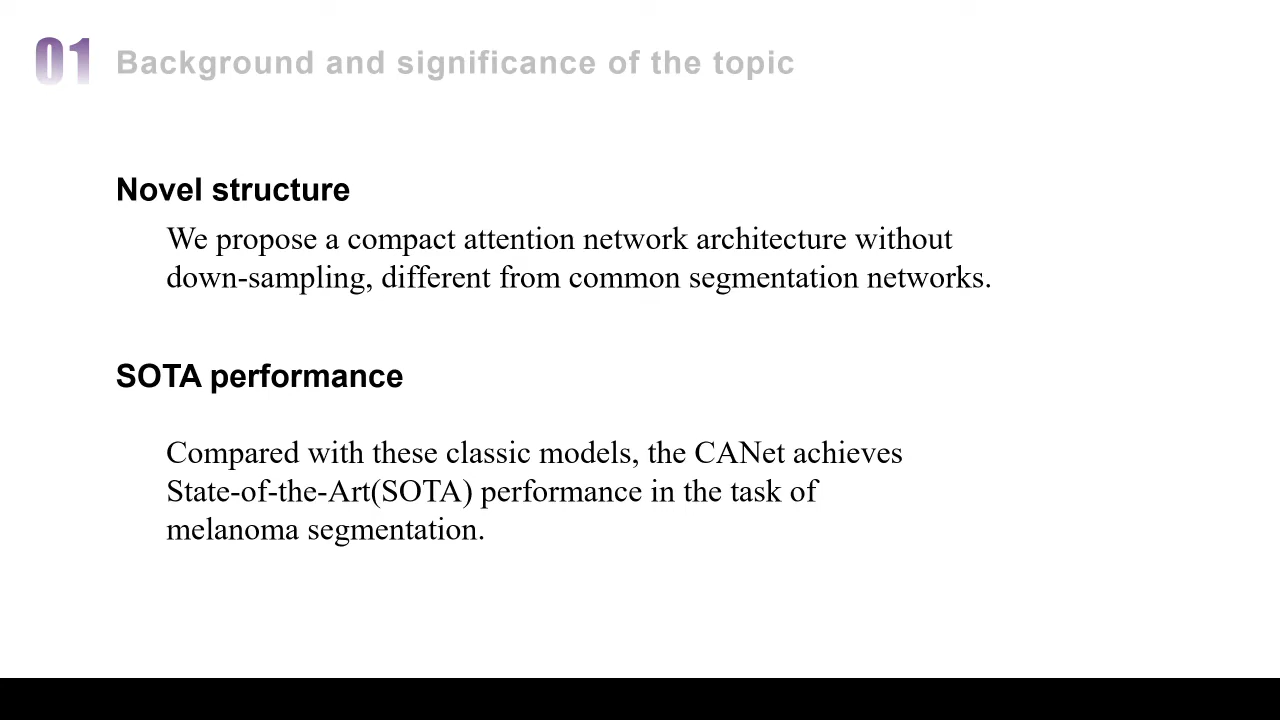 01 Background and significance of the topic
Novel structure
We propose a compact attention network architecture without
down-sampling, different from common segmentation networks.
SOTA performance
Compared with these classic models, the CANet achieves
State-of-the-Art(SOTA) performance in the task of
melanoma segmentation.